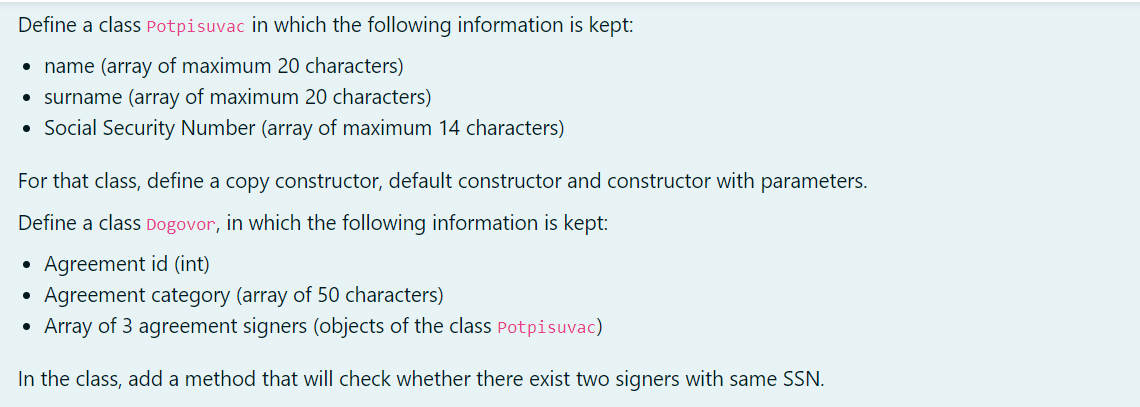 Define a class Potpisuvac in which the following information is kept:
• name (array of maximum 20 characters)
• surname (array of maximum 20 characters)
• Social Security Number (array of maximum 14 characters)
For that class, define a copy constructor, default constructor and constructor with parameters.
Define a class Dogovor, in which the following information is kept:
• Agreement id (int)
• Agreement category (array of 50 characters)
• Array of 3 agreement signers (objects of the class Potpisuvac)
In the class, add a method that will check whether there exist two signers with same SSN.